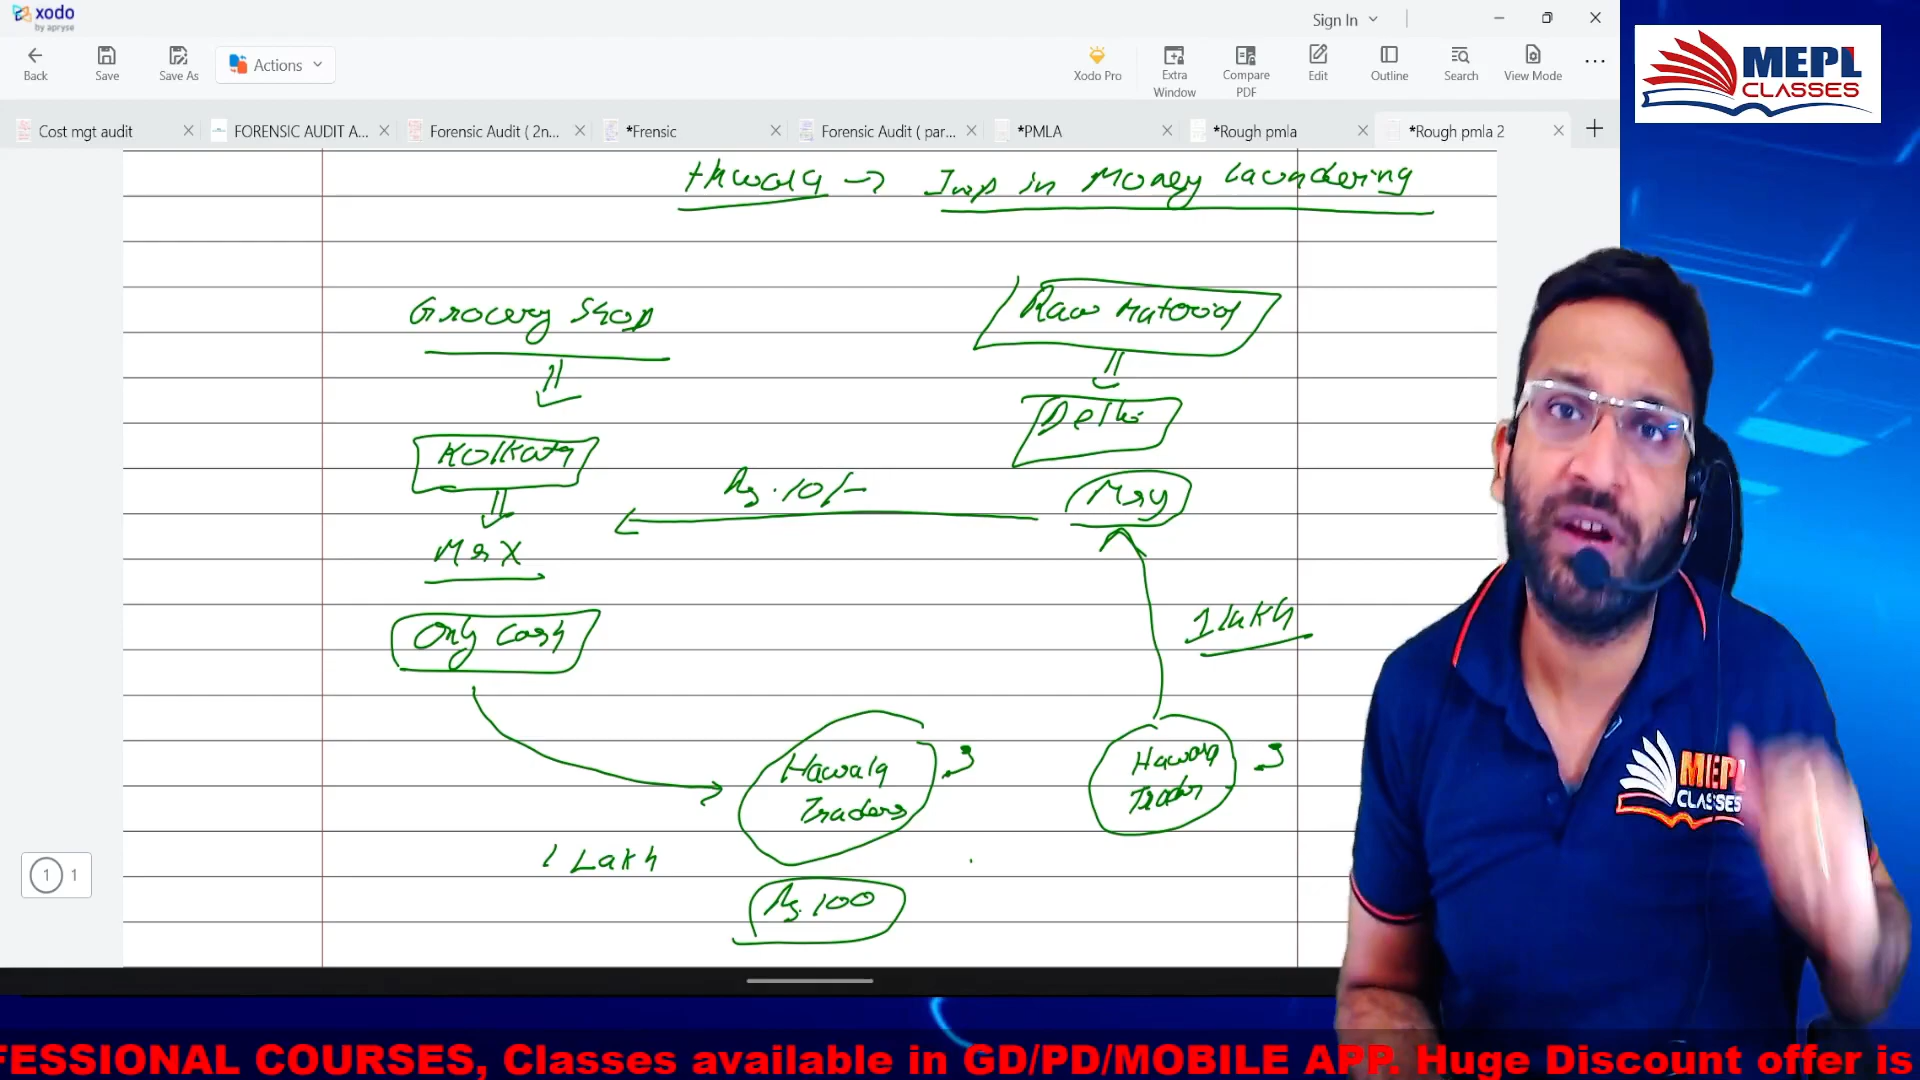 xodo
by apryse
Sign In
Back
Save
Save As
Actions
Xodo Pro
Extra Window
Compare PDF
Edit
Outline
Search
View Mode
MEPL
CLASSES
Cost mgt audit
FORENSIC AUDIT A...
Forensic Audit ( 2n...
*Frensic
Forensic Audit ( par...
*PMLA
*Rough pmla
*Rough pmla 2
Hawala → Imp in Money Laundering
Grocery Shop
Raw Material
Delhi
Kolkata
Rs.10/-
Mr y
Mr X
1 Lakh
Only Cash
Hawala
Traders
Hawala
Trader
MEPL
CLASSES
1 Lakh
Rs.100
1 1
FESSIONAL COURSES, Classes available in GD/PD/MOBILE APP. Huge Discount offer is